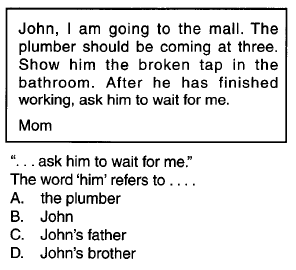 John, I am going to the mall. The
plumber should be coming at three.
Show him the broken tap in the
bathroom. After he has finished
working, ask him to wait for me.
Mom
“. . . ask him to wait for me.”
The word ‘him’ refers to . . . .
A. the plumber
B. John
C. John’s father
D. John’s brother